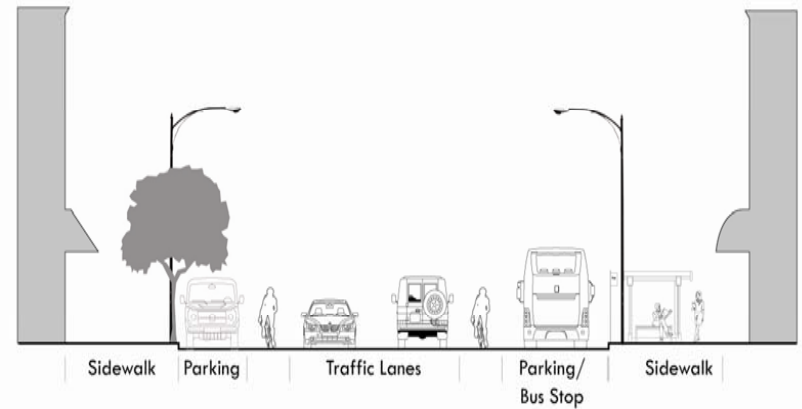 Sidewalk
Parking
Traffic Lanes
Parking/
Bus Stop
Sidewalk